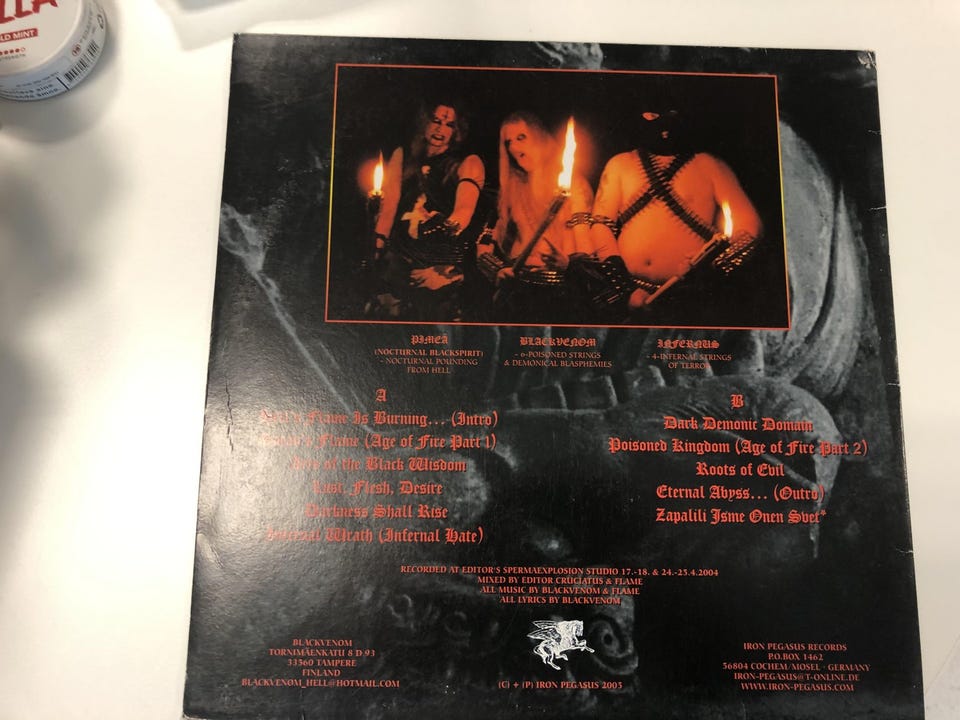 LLA
LD MINT
PIMEA
(NOCTURNAL BLACKSPIRIT)
- NOCTURNAL POUNDING
FROM HELL
BLACKVENOM
- 6-POISONED STRINGS
& DEMONICAL BLASPHEMIES
INFERNUS
- 4-INFERNAL STRINGS
OF TERROR
A
Flame Is Burning... (Intro)
Flame (Age of Fire Part 1)
of the Black Wisdom
Lust, Flesh, Desire
Darkness Shall Rise
Wrath (Infernal Hate)
B
Dark Demonic Domain
Poisoned Kingdom (Age of Fire Part 2)
Roots of Evil
Eternal Abyss... (Outro)
Zapalili Jsme Onen Svet*
RECORDED AT EDITOR'S SPERMAEXPLOSION STUDIO 17.-18. & 24.-25.4.2004
MIXED BY EDITOR CRUCIATUS & FLAME
ALL MUSIC BY BLACKVENOM & FLAME
ALL LYRICS BY BLACKVENOM
BLACKVENOM
TORNIMÄENKATU 8 D 93
33560 TAMPERE
FINLAND
BLACKVENOM_HELL@HOTMAIL.COM
(C) + (P) IRON PEGASUS 2005
IRON PEGASUS RECORDS
P.O.BOX 1462
56804 COCHEM/MOSEL - GERMANY
IRON-PEGASUS@T-ONLINE.DE
WWW.IRON-PEGASUS.COM